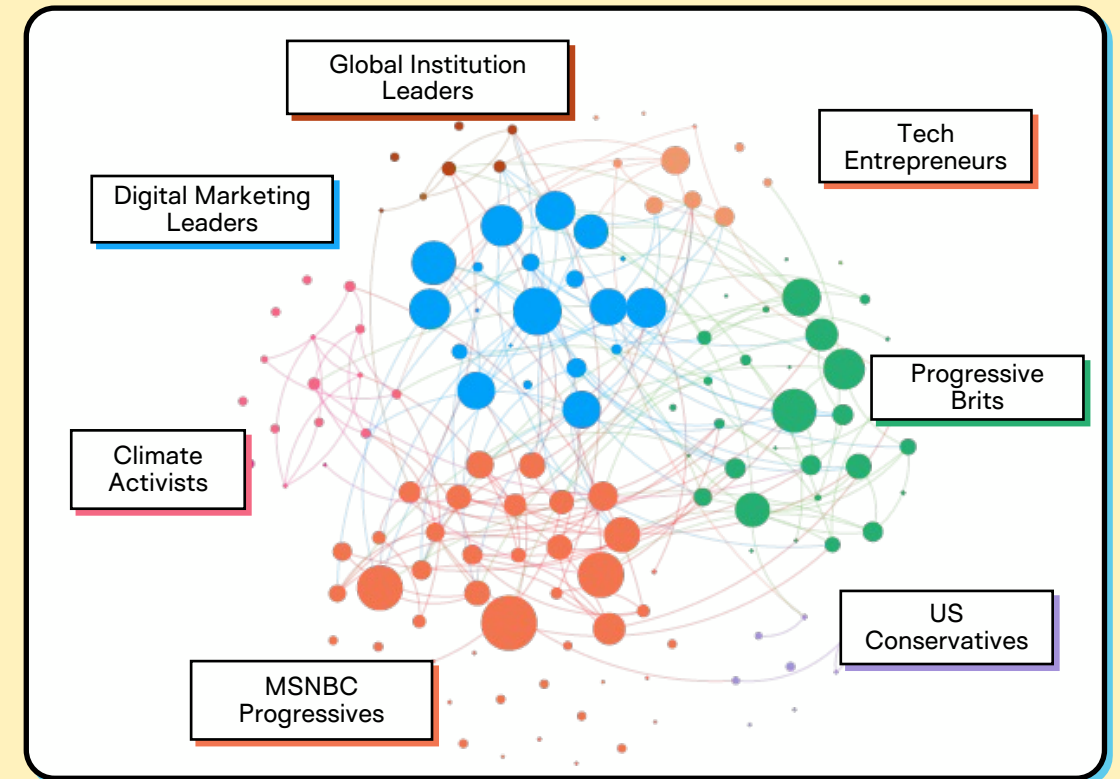 Global Institution
Leaders
Tech
Entrepreneurs
Digital Marketing
Leaders
Progressive
Brits
Climate
Activists
US
Conservatives
MSNBC
Progressives